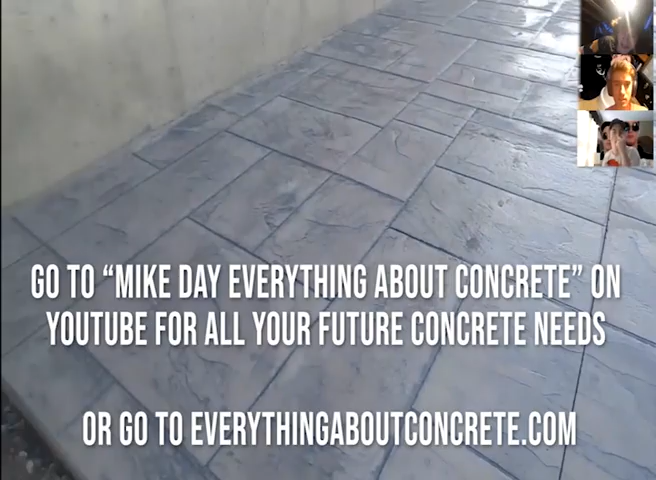 GO TO “MIKE DAY EVERYTHING ABOUT CONCRETE” ON
YOUTUBE FOR ALL YOUR FUTURE CONCRETE NEEDS
OR GO TO EVERYTHINGABOUTCONCRETE.COM